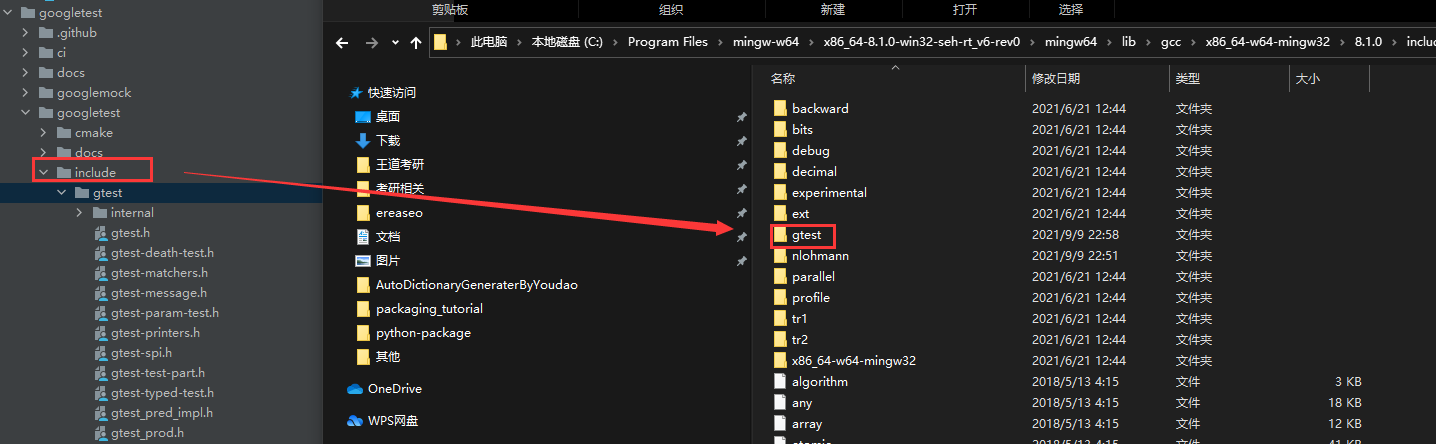 googletest
.github
ci
docs
googlemock
googletest
cmake
docs
include
gtest
internal
gtest.h
gtest-death-test.h
gtest-matchers.h
gtest-message.h
gtest-param-test.h
gtest-printers.h
gtest-spi.h
gtest-test-part.h
gtest-typed-test.h
gtest_pred_impl.h
gtest_prod.h
剪贴板 组织 新建 打开 选择
此电脑 本地磁盘 (C:) Program Files mingw-w64 x86_64-8.1.0-win32-seh-rt_v6-rev0 mingw64 lib gcc x86_64-w64-mingw32 8.1.0 includ
快速访问
桌面
下载
王道考研
考研相关
ereaseo
文档
图片
AutoDictionaryGeneraterByYoudao
packaging_tutorial
python-package
其他
OneDrive
WPS网盘
名称 修改日期 类型 大小
backward 2021/6/21 12:44 文件夹
bits 2021/6/21 12:44 文件夹
debug 2021/6/21 12:44 文件夹
decimal 2021/6/21 12:44 文件夹
experimental 2021/6/21 12:44 文件夹
ext 2021/6/21 12:44 文件夹
gtest 2021/9/9 22:58 文件夹
nlohmann 2021/9/9 22:51 文件夹
parallel 2021/6/21 12:44 文件夹
profile 2021/6/21 12:44 文件夹
tr1 2021/6/21 12:44 文件夹
tr2 2021/6/21 12:44 文件夹
x86_64-w64-mingw32 2021/6/21 12:44 文件夹
algorithm 2018/5/13 4:15 文件 3 KB
any 2018/5/13 4:15 文件 18 KB
array 2018/5/13 4:15 文件 12 KB
atomic 2018/5/13 4:15 文件 41 KB